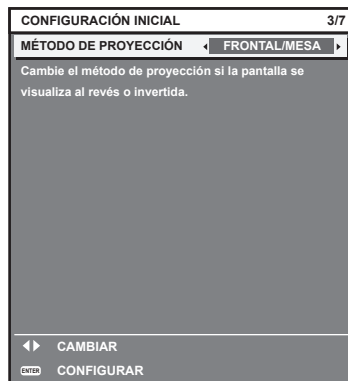 CONFIGURACIÓN INICIAL 3/7
MÉTODO DE PROYECCIÓN FRONTAL/MESA
Cambie el método de proyección si la pantalla se
visualiza al revés o invertida.
CAMBIAR
ENTER CONFIGURAR